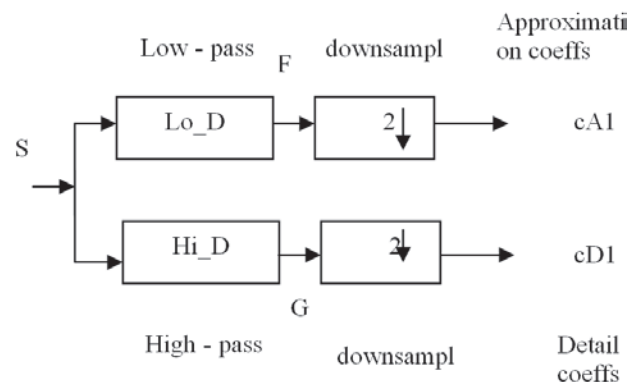 Approximati
on coeffs
Low - pass
F
downsampl
Lo_D
2
cA1
S
Hi_D
2
cD1
G
High - pass
downsampl
Detail
coeffs